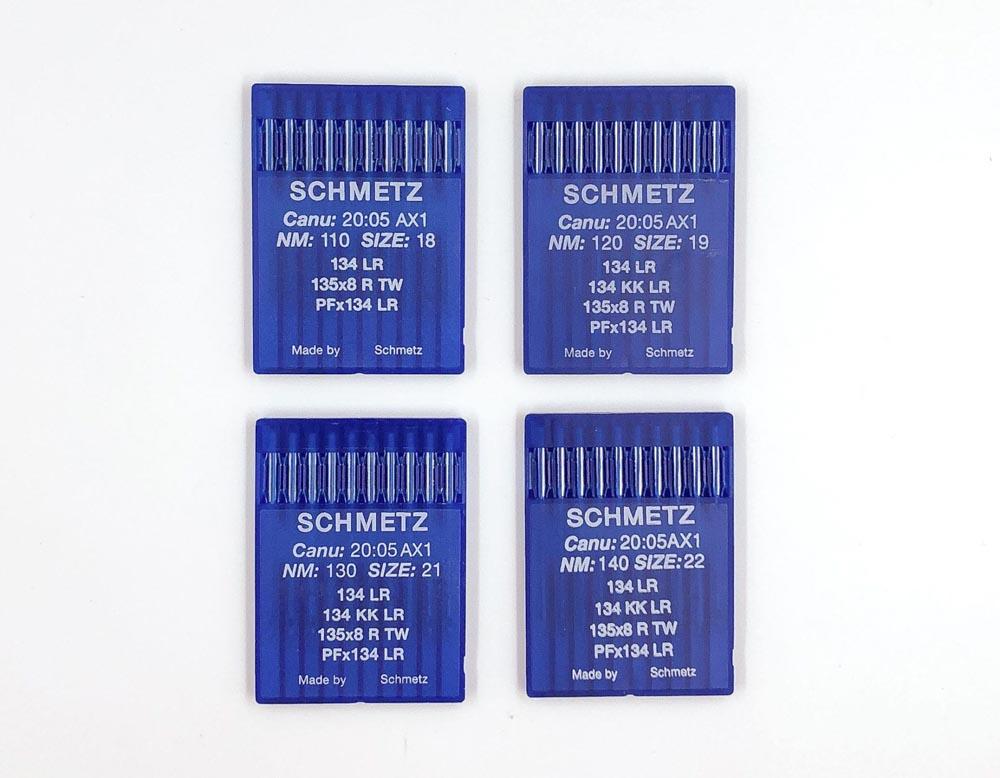 SCHMETZ
Canu: 20:05 AX1
NM: 110 SIZE: 18
134 LR
135x8 R TW
PFx134 LR
Made by Schmetz
SCHMETZ
Canu: 20:05 AX1
NM: 120 SIZE: 19
134 LR
134 KK LR
135x8 R TW
PFx134 LR
Made by Schmetz
SCHMETZ
Canu: 20:05 AX1
NM: 130 SIZE: 21
134 LR
134 KK LR
135x8 R TW
PFx134 LR
Made by Schmetz
SCHMETZ
Canu: 20:05AX1
NM: 140 SIZE: 22
134 LR
134 KK LR
135x8 R TW
PFx134 LR
Made by Schmetz